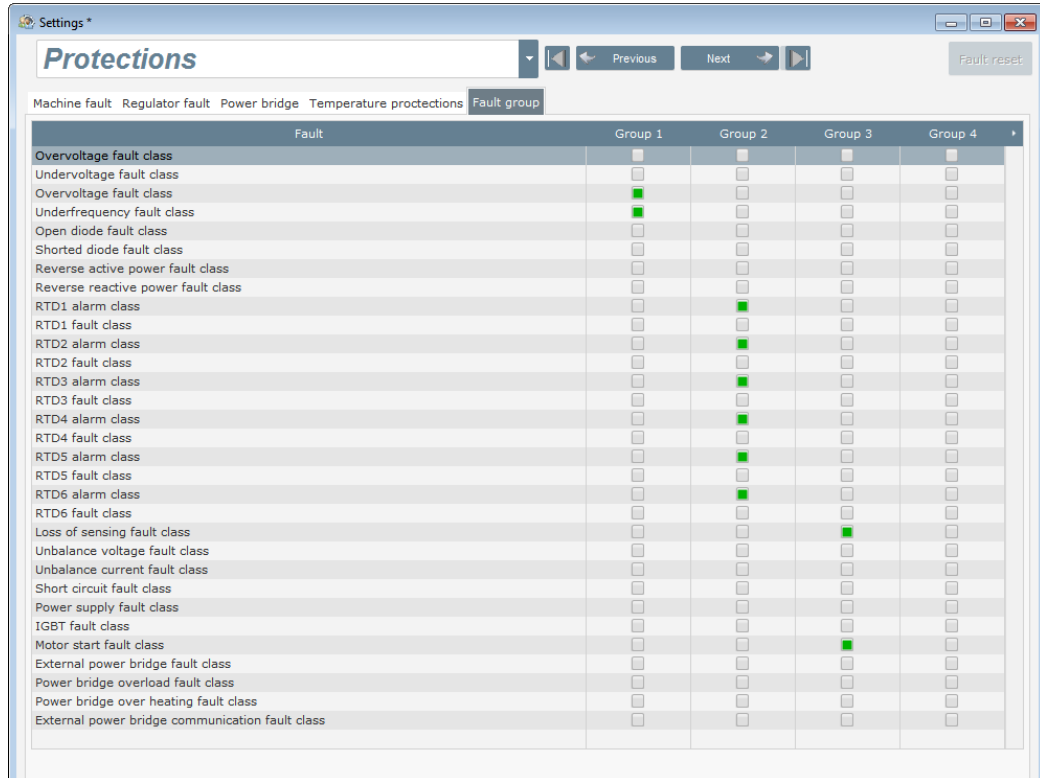 Settings *
Protections
Previous
Next
Fault reset
Machine fault Regulator fault Power bridge Temperature proctections Fault group
Fault Group 1 Group 2 Group 3 Group 4
Overvoltage fault class
Undervoltage fault class
Overvoltage fault class
Underfrequency fault class
Open diode fault class
Shorted diode fault class
Reverse active power fault class
Reverse reactive power fault class
RTD1 alarm class
RTD1 fault class
RTD2 alarm class
RTD2 fault class
RTD3 alarm class
RTD3 fault class
RTD4 alarm class
RTD4 fault class
RTD5 alarm class
RTD5 fault class
RTD6 alarm class
RTD6 fault class
Loss of sensing fault class
Unbalance voltage fault class
Unbalance current fault class
Short circuit fault class
Power supply fault class
IGBT fault class
Motor start fault class
External power bridge fault class
Power bridge overload fault class
Power bridge over heating fault class
External power bridge communication fault class